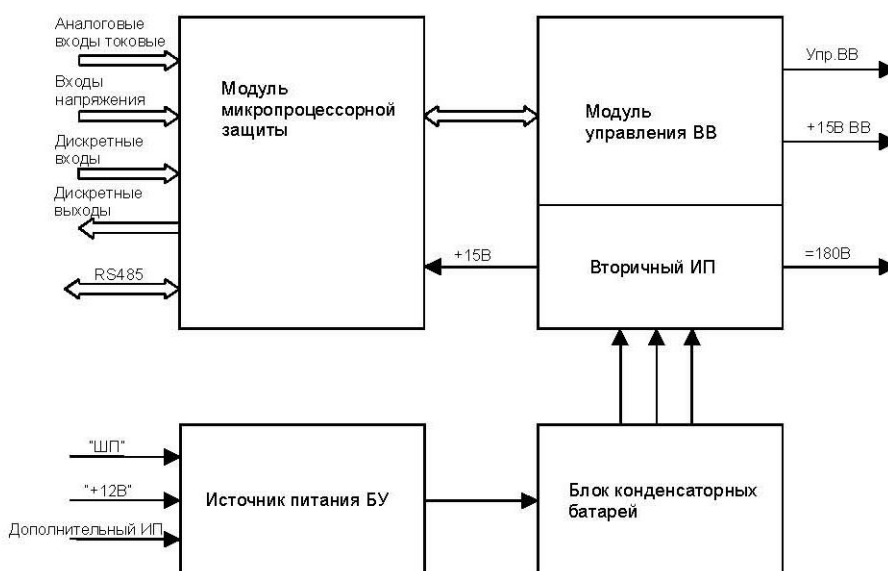 Аналоговые
входы токовые
Входы
напряжения
Дискретные
входы
Дискретные
выходы
RS485
Модуль
микропроцессорной
защиты
+15В
Модуль
управления ВВ
Вторичный ИП
Упр.ВВ
+15В ВВ
=180В
"ШП"
"+12В"
Дополнительный ИП
Источник питания БУ
Блок конденсаторных
батарей